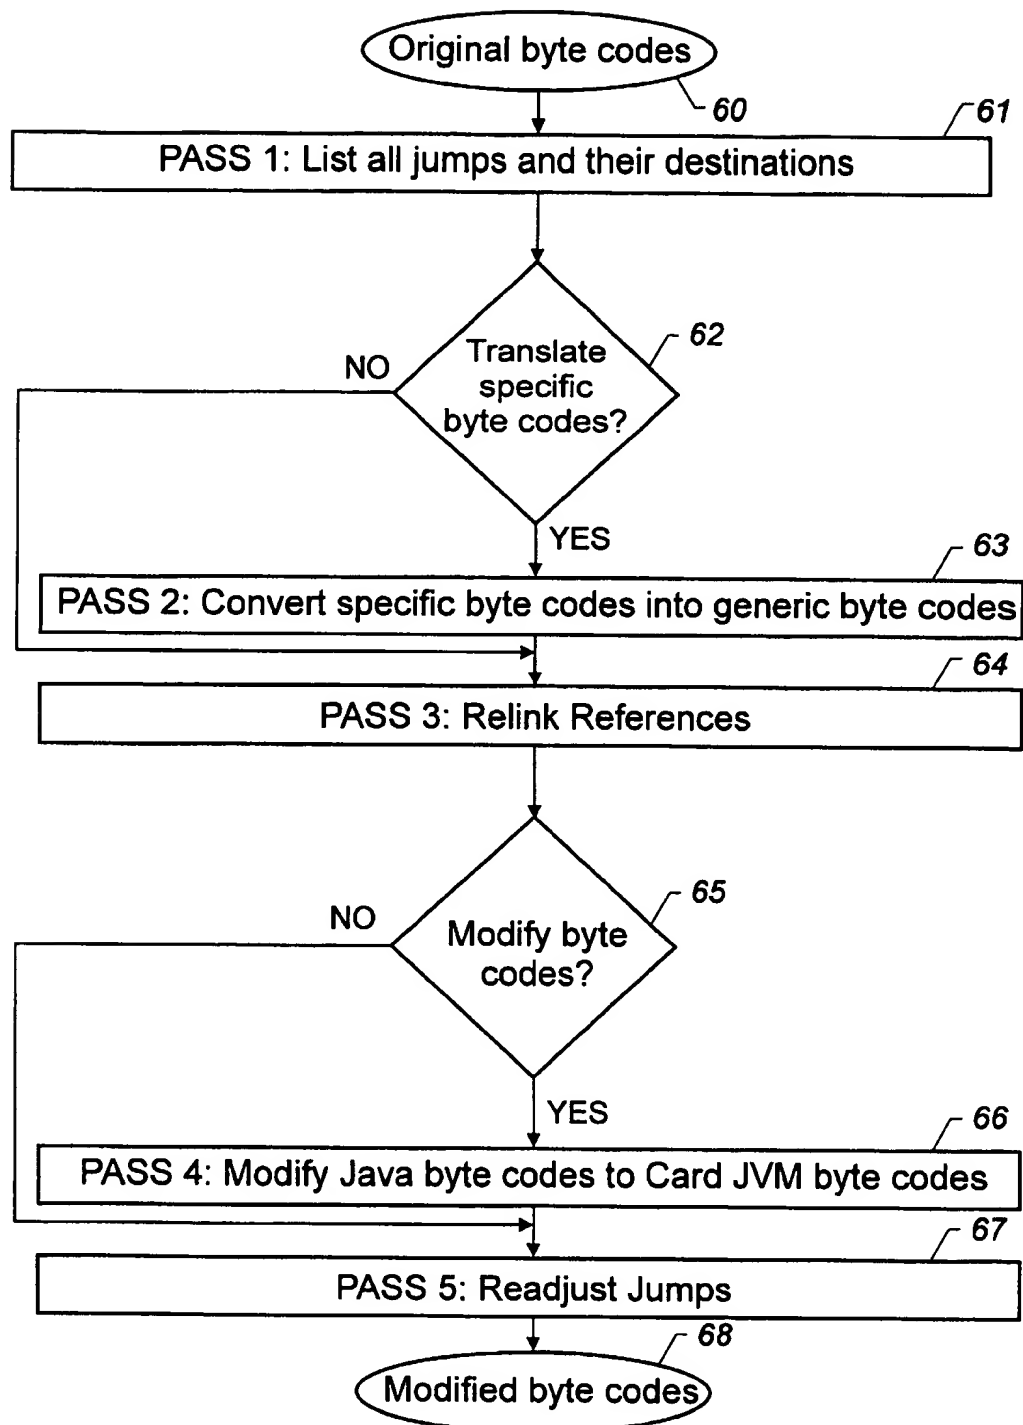 Original byte codes
60
61
PASS 1: List all jumps and their destinations
62
Translate
specific
byte codes?
NO
YES
63
PASS 2: Convert specific byte codes into generic byte codes
64
PASS 3: Relink References
65
NO
Modify byte
codes?
YES
66
PASS 4: Modify Java byte codes to Card JVM byte codes
67
PASS 5: Readjust Jumps
68
Modified byte codes